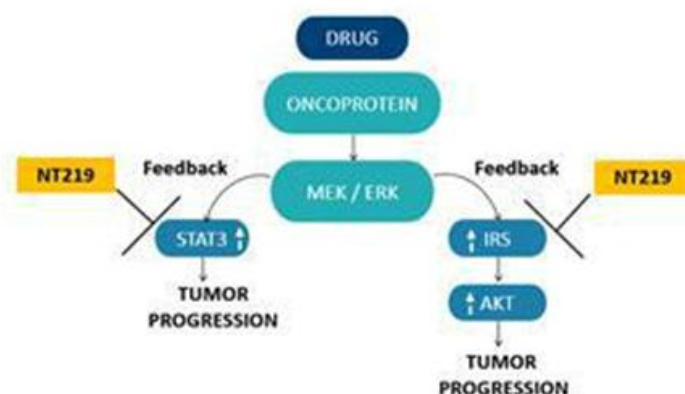 DRUG
ONCOPROTEIN
NT219
Feedback
Feedback
NT219
MEK / ERK
STAT3
IRS
TUMOR
PROGRESSION
AKT
TUMOR
PROGRESSION